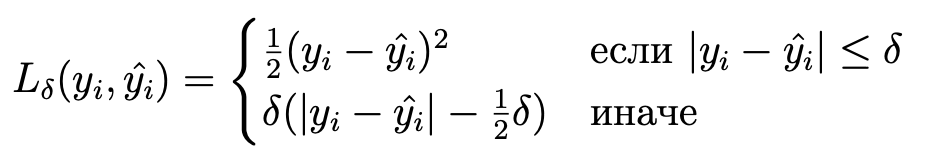 L_δ(y_i, ŷ_i) = { ½(y_i − ŷ_i)² если |y_i − ŷ_i| ≤ δ
δ(|y_i − ŷ_i| − ½δ) иначе